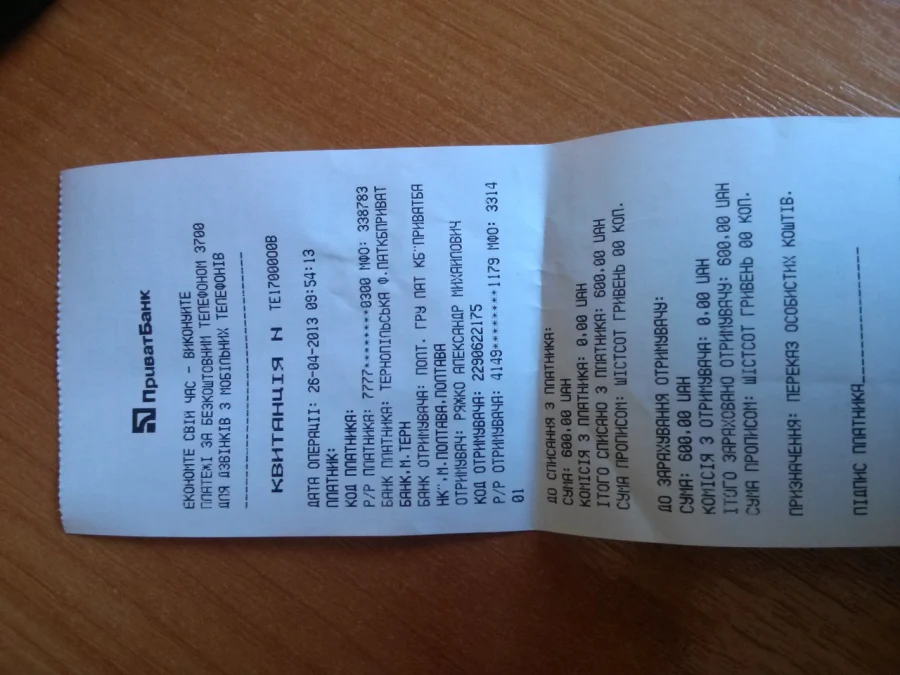 ПриватБанк
ЕКОНОМТЕ СВІЙ ЧАС - ВИКОНУЙТЕ
ПЛАТЕЖІ ЗА БЕЗКОШТОВНИМ ТЕЛЕФОНОМ 3700
ДЛЯ ДЗВІНКІВ З МОБІЛЬНИХ ТЕЛЕФОНІВ
КВИТАНЦІЯ N TE1700000B
ДАТА ОПЕРАЦІЇ: 26-04-2013 09:54:13
ПЛАТНИК:
КОД ПЛАТНИКА:
Р/Р ПЛАТНИКА: 7777********0300 МФО: 338783
БАНК ПЛАТНИКА: ТЕРНОПІЛЬСЬКА Ф.ПАТКБПРИВАТ
БАНК,М.ТЕРН
БАНК ОТРИМУВАЧА: ПОЛТ. ГРУ ПАТ КБ"ПРИВАТБА
НК",М.ПОЛТАВА.ПОЛТАВА
ОТРИМУВАЧ: РЯЖКО АЛЕКСАНДР МИХАЙЛОВИЧ
КОД ОТРИМУВАЧА: 2290622175
Р/Р ОТРИМУВАЧА: 4149********1179 МФО: 3314
01
ДО СПИСАННЯ З ПЛАТНИКА:
СУМА: 600.00 UAH
КОМІСІЯ З ПЛАТНИКА: 0.00 UAH
ІТОГО СПИСАНО З ПЛАТНИКА: 600.00 UAH
СУМА ПРОПИСОМ: ШІСТСОТ ГРИВЕНЬ 00 КОП.
ДО ЗАРАХУВАННЯ ОТРИМУВАЧУ:
СУМА: 600.00 UAH
КОМІСІЯ З ОТРИМУВАЧА: 0.00 UAH
ІТОГО ЗАРАХОВАНО ОТРИМУВАЧУ: 600.00 UAH
СУМА ПРОПИСОМ: ШІСТСОТ ГРИВЕНЬ 00 КОП.
ПРИЗНАЧЕННЯ: ПЕРЕКАЗ ОСОБИСТИХ КОШТІВ.
ПІДПИС ПЛАТНИКА